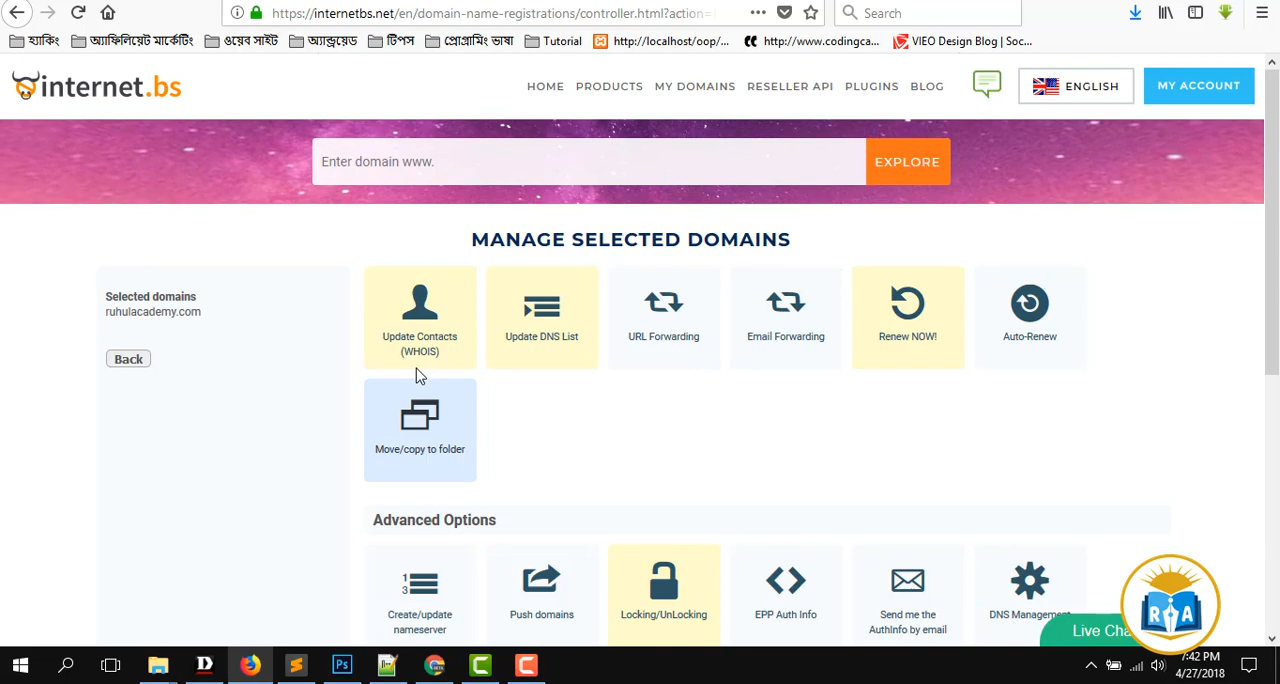 https://internetbs.net/en/domain-name-registrations/controller.html?action=
Search
হ্যাকিং
অ্যাফিলিয়েট মার্কেটিং
ওয়েব সাইট
অ্যান্ড্রয়েড
টিপস
প্রোগ্রামিং ভাষা
Tutorial
http://localhost/oop/...
http://www.codingca...
VIEO Design Blog | Soc...
internet.bs
HOME
PRODUCTS
MY DOMAINS
RESELLER API
PLUGINS
BLOG
ENGLISH
MY ACCOUNT
Enter domain www.
EXPLORE
MANAGE SELECTED DOMAINS
Selected domains
ruhulacademy.com
Back
Update Contacts
(WHOIS)
Update DNS List
URL Forwarding
Email Forwarding
Renew NOW!
Auto-Renew
Move/copy to folder
Advanced Options
Create/update
nameserver
Push domains
Locking/UnLocking
EPP Auth Info
Send me the
AuthInfo by email
DNS Management
Live Cha
R A
7:42 PM
4/27/2018